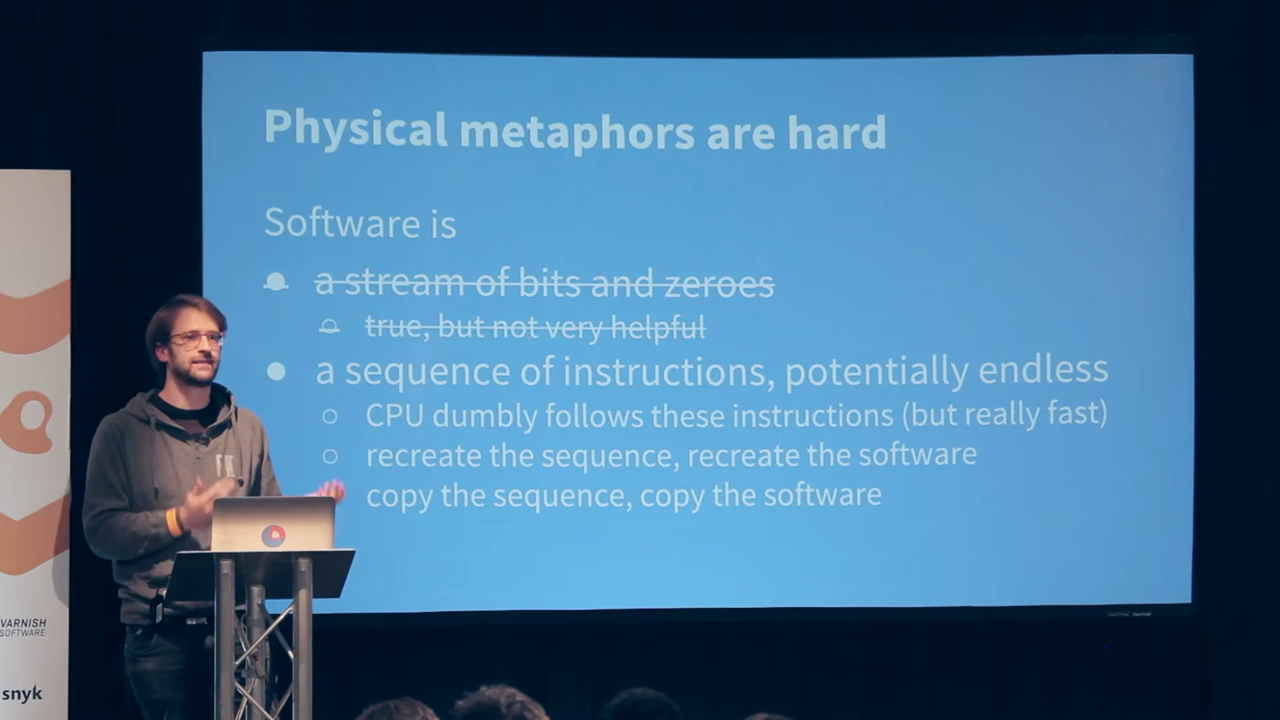 Physical metaphors are hard
Software is
a stream of bits and zeroes
true, but not very helpful
a sequence of instructions, potentially endless
CPU dumbly follows these instructions (but really fast)
recreate the sequence, recreate the software
copy the sequence, copy the software
VARNISH
SOFTWARE
snyk